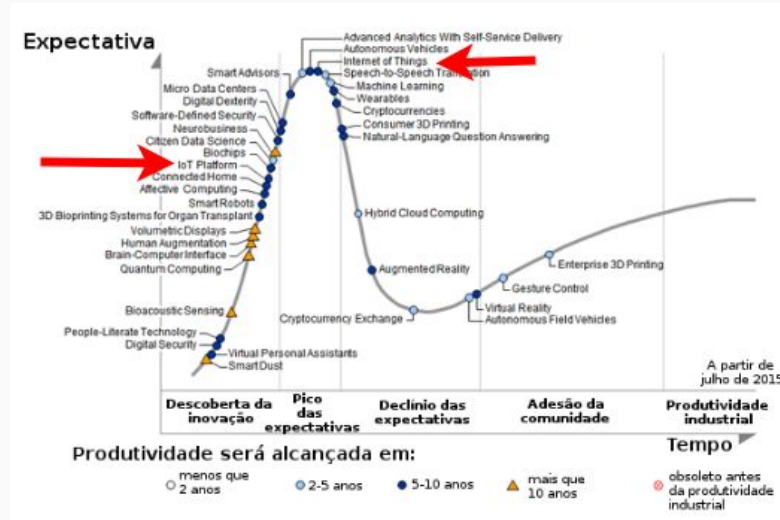 Expectativa
Advanced Analytics With Self-Service Delivery
Autonomous Vehicles
Internet of Things
Speech-to-Speech Translation
Machine Learning
Wearables
Cryptocurrencies
Consumer 3D Printing
Natural-Language Question Answering
Smart Advisors
Micro Data Centers
Digital Dexterity
Software-Defined Security
Neurobusiness
Citizen Data Science
Biochips
IoT Platform
Connected Home
Affective Computing
Smart Robots
3D Bioprinting Systems for Organ Transplant
Volumetric Displays
Human Augmentation
Brain-Computer Interface
Quantum Computing
Bioacoustic Sensing
People-Literate Technology
Digital Security
Virtual Personal Assistants
Smart Dust
Hybrid Cloud Computing
Augmented Reality
Cryptocurrency Exchange
Enterprise 3D Printing
Gesture Control
Virtual Reality
Autonomous Field Vehicles
A partir de
julho de 2015
Descoberta da
inovação
Pico
das
expectativas
Declínio das
expectativas
Adesão da
comunidade
Produtividade
industrial
Tempo
Produtividade será alcançada em:
menos que
2 anos
2-5 anos
5-10 anos
mais que
10 anos
obsoleto antes
da produtividade
industrial